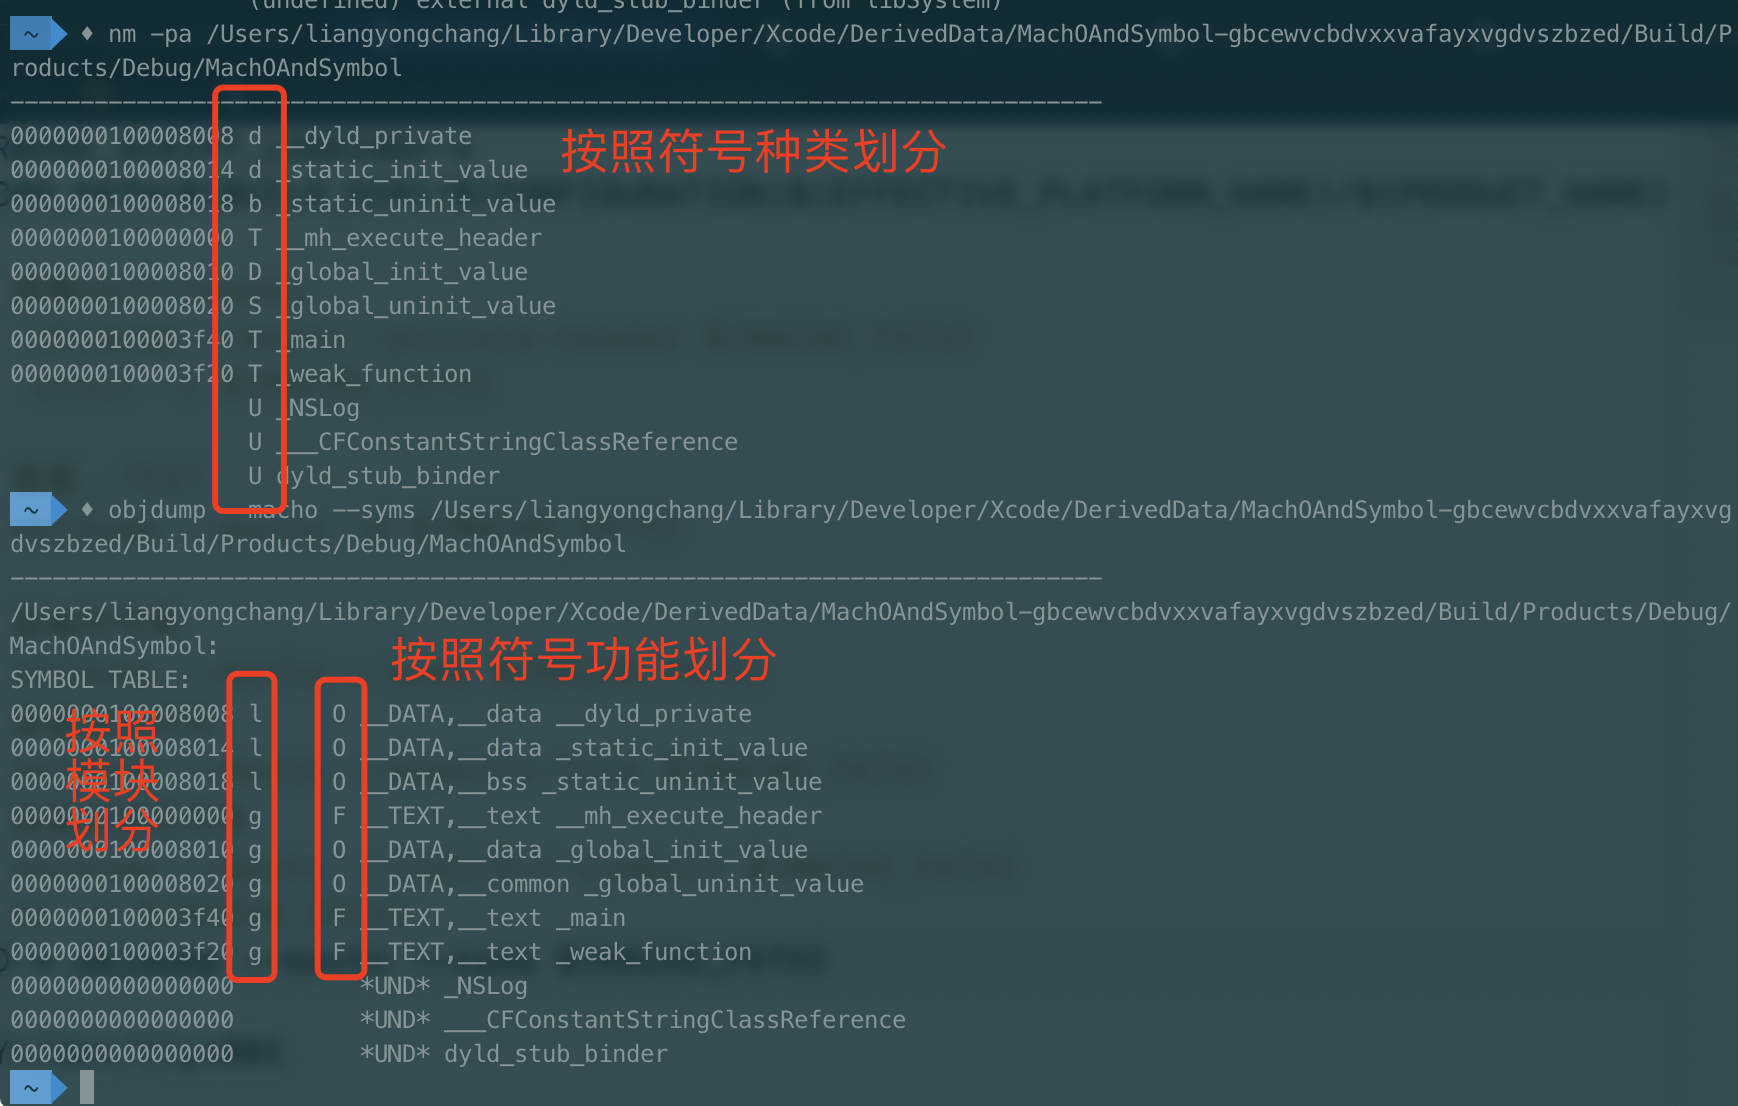 (undefined) external dyld_stub_binder (from libSystem)
~ ♦ nm -pa /Users/liangyongchang/Library/Developer/Xcode/DerivedData/MachOAndSymbol-gbcewvcbdvxxvafayxvgdvszbzed/Build/P
roducts/Debug/MachOAndSymbol
------------------------------------------------------------------------------
0000000100008008 d __dyld_private
按照符号种类划分
0000000100008014 d _static_init_value
0000000100008018 b _static_uninit_value
0000000100000000 T __mh_execute_header
0000000100008010 D _global_init_value
0000000100008020 S _global_uninit_value
0000000100003f40 T _main
0000000100003f20 T _weak_function
U _NSLog
U ___CFConstantStringClassReference
U dyld_stub_binder
~ ♦ objdump --macho --syms /Users/liangyongchang/Library/Developer/Xcode/DerivedData/MachOAndSymbol-gbcewvcbdvxxvafayxvg
dvszbzed/Build/Products/Debug/MachOAndSymbol
------------------------------------------------------------------------------
/Users/liangyongchang/Library/Developer/Xcode/DerivedData/MachOAndSymbol-gbcewvcbdvxxvafayxvgdvszbzed/Build/Products/Debug/
MachOAndSymbol:
按照符号功能划分
SYMBOL TABLE:
0000000100008008 l O __DATA,__data __dyld_private
按照
0000000100008014 l O __DATA,__data _static_init_value
模块
0000000100008018 l O __DATA,__bss _static_uninit_value
0000000100000000 g F __TEXT,__text __mh_execute_header
划分
0000000100008010 g O __DATA,__data _global_init_value
0000000100008020 g O __DATA,__common _global_uninit_value
0000000100003f40 g F __TEXT,__text _main
0000000100003f20 g F __TEXT,__text _weak_function
0000000000000000 *UND* _NSLog
0000000000000000 *UND* ___CFConstantStringClassReference
0000000000000000 *UND* dyld_stub_binder
~